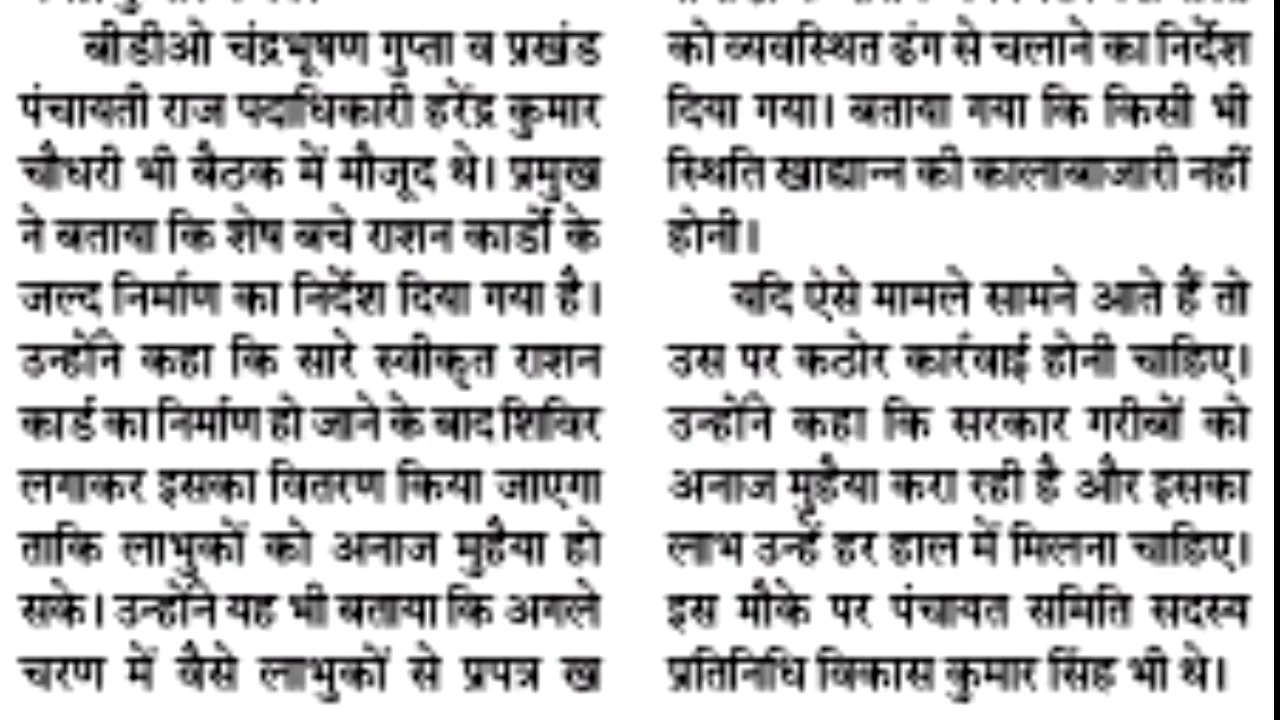 बीडीओ चंद्रभूषण गुप्ता व प्रखंड
पंचायती राज पदाधिकारी हरेंद्र कुमार
चौधरी भी बैठक में मौजूद थे। प्रमुख
ने बताया कि शेष बचे राशन कार्डों के
जल्द निर्माण का निर्देश दिया गया है।
उन्होंने कहा कि सारे स्वीकृत राशन
कार्ड का निर्माण हो जाने के बाद शिविर
लगाकर इसका वितरण किया जाएगा
ताकि लाभुकों को अनाज मुहैया हो
सके। उन्होंने यह भी बताया कि अगले
चरण में वैसे लाभुकों से प्रपत्र ख
को व्यवस्थित ढंग से चलाने का निर्देश
दिया गया। बताया गया कि किसी भी
स्थिति खाद्यान्न की कालाबाजारी नहीं
होनी।
यदि ऐसे मामले सामने आते हैं तो
उस पर कठोर कार्रवाई होनी चाहिए।
उन्होंने कहा कि सरकार गरीबों को
अनाज मुहैया करा रही है और इसका
लाभ उन्हें हर हाल में मिलना चाहिए।
इस मौके पर पंचायत समिति सदस्य
प्रतिनिधि विकास कुमार सिंह भी थे।